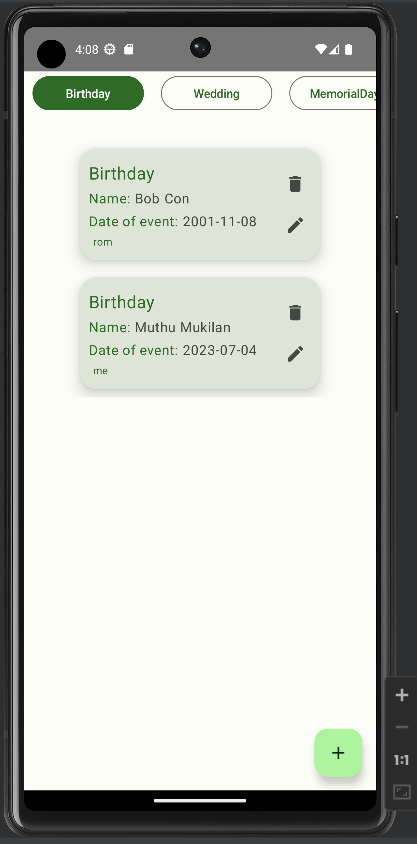 4:08
Birthday
Wedding
MemorialDay
Birthday
Name: Bob Con
Date of event: 2001-11-08
rom
Birthday
Name: Muthu Mukilan
Date of event: 2023-07-04
me
+
+
−
1:1